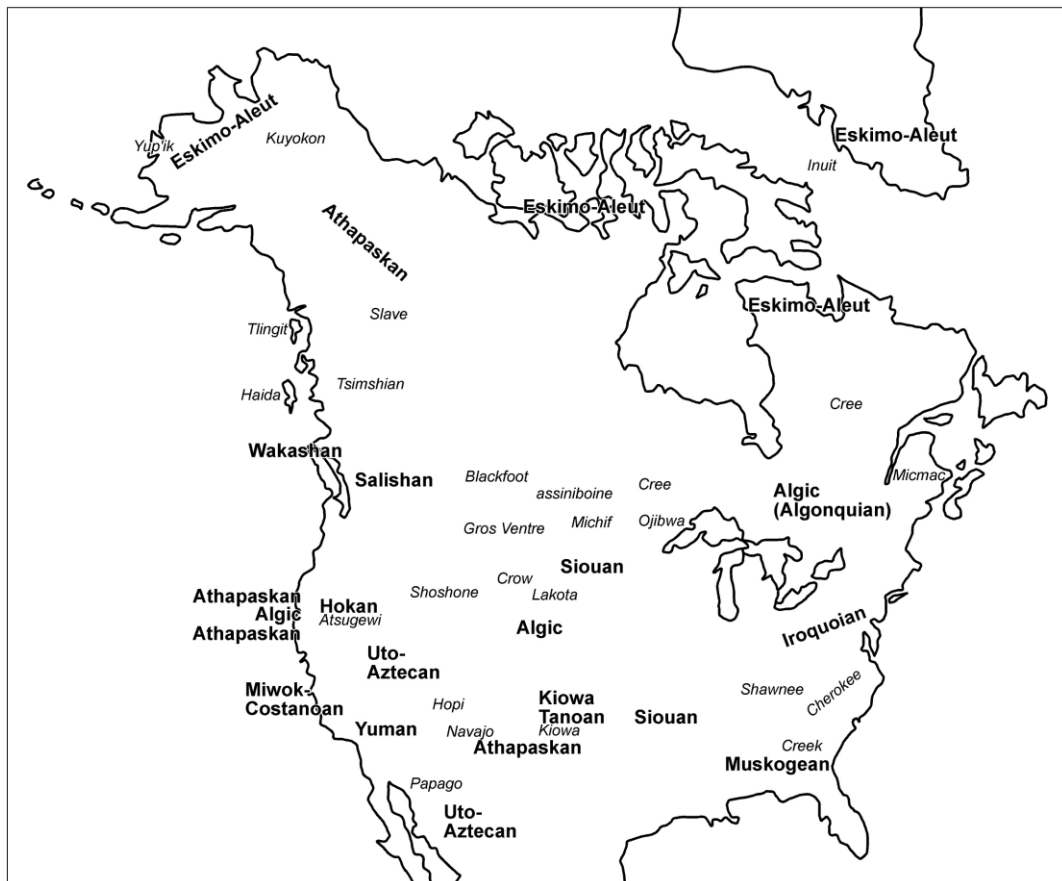 Eskimo-Aleut
Yup'ik
Kuyokon
Eskimo-Aleut
Inuit
Eskimo-Aleut
Athapaskan
Eskimo-Aleut
Slave
Tlingit
Tsimshian
Haida
Cree
Wakashan
Salishan
Blackfoot
assiniboine
Cree
Algic
(Algonquian)
Micmac
Gros Ventre
Michif
Ojibwa
Siouan
Crow
Shoshone
Lakota
Athapaskan
Algic
Athapaskan
Hokan
Atsugewi
Algic
Iroquoian
Uto-
Aztecan
Miwok-
Costanoan
Hopi
Kiowa
Tanoan
Kiowa
Siouan
Shawnee
Cherokee
Yuman
Navajo
Athapaskan
Creek
Muskogean
Papago
Uto-
Aztecan